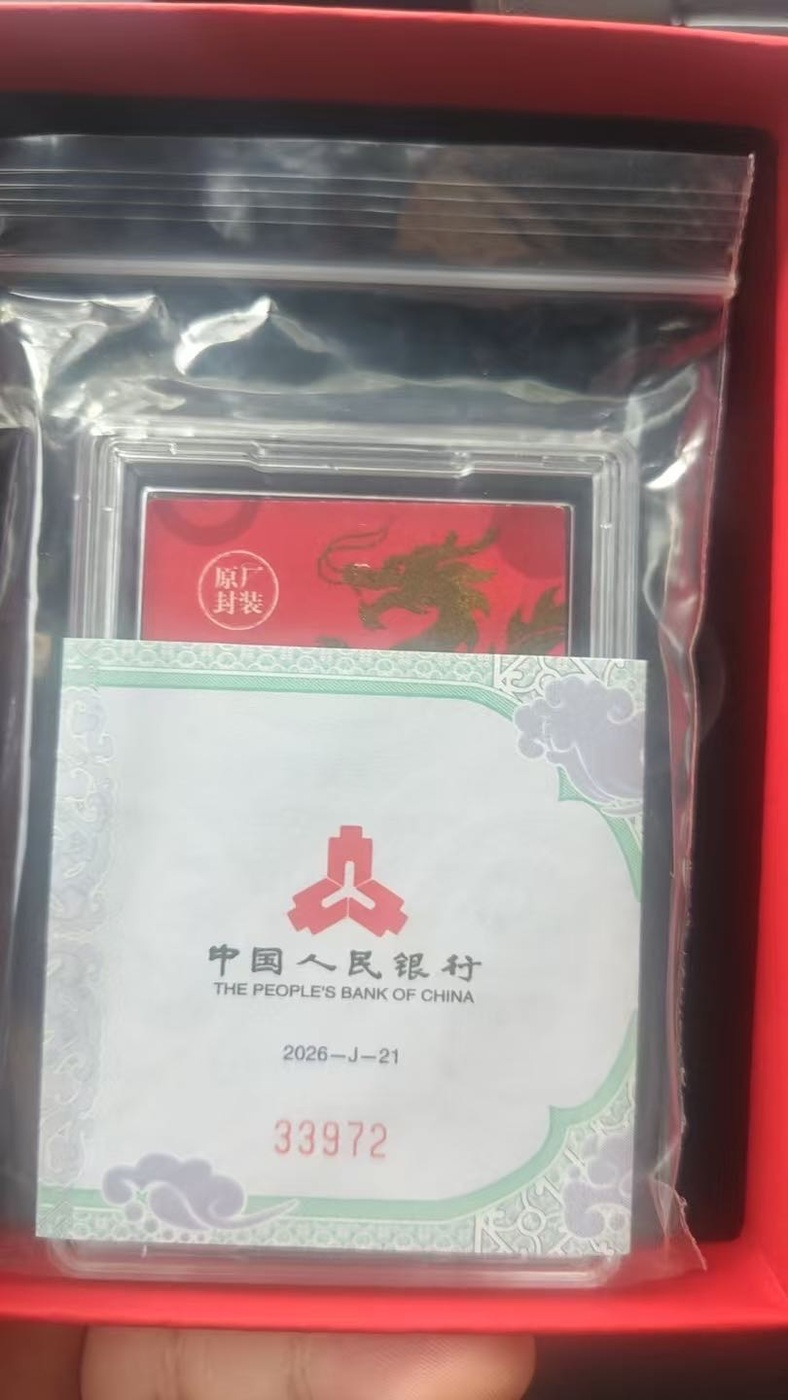 原厂
封装
中国人民银行
THE PEOPLE'S BANK OF CHINA
2026—J—21
33972